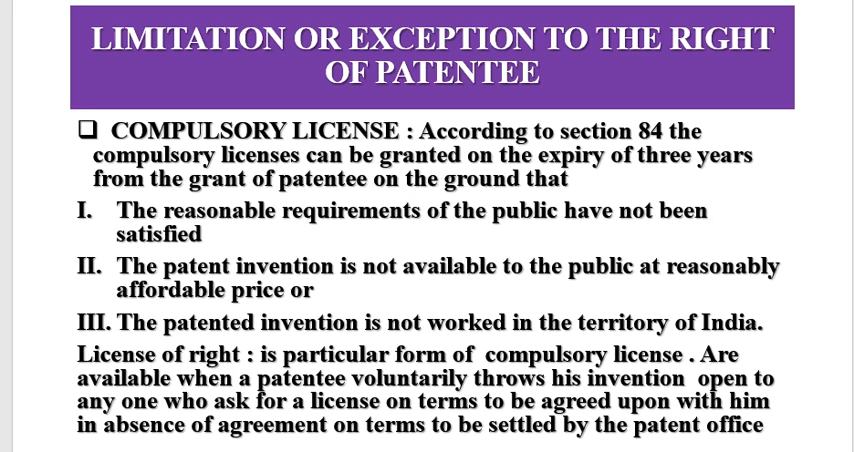 LIMITATION OR EXCEPTION TO THE RIGHT
OF PATENTEE
❑ COMPULSORY LICENSE : According to section 84 the
compulsory licenses can be granted on the expiry of three years
from the grant of patentee on the ground that
I. The reasonable requirements of the public have not been
satisfied
II. The patent invention is not available to the public at reasonably
affordable price or
III. The patented invention is not worked in the territory of India.
License of right : is particular form of compulsory license . Are
available when a patentee voluntarily throws his invention open to
any one who ask for a license on terms to be agreed upon with him
in absence of agreement on terms to be settled by the patent office